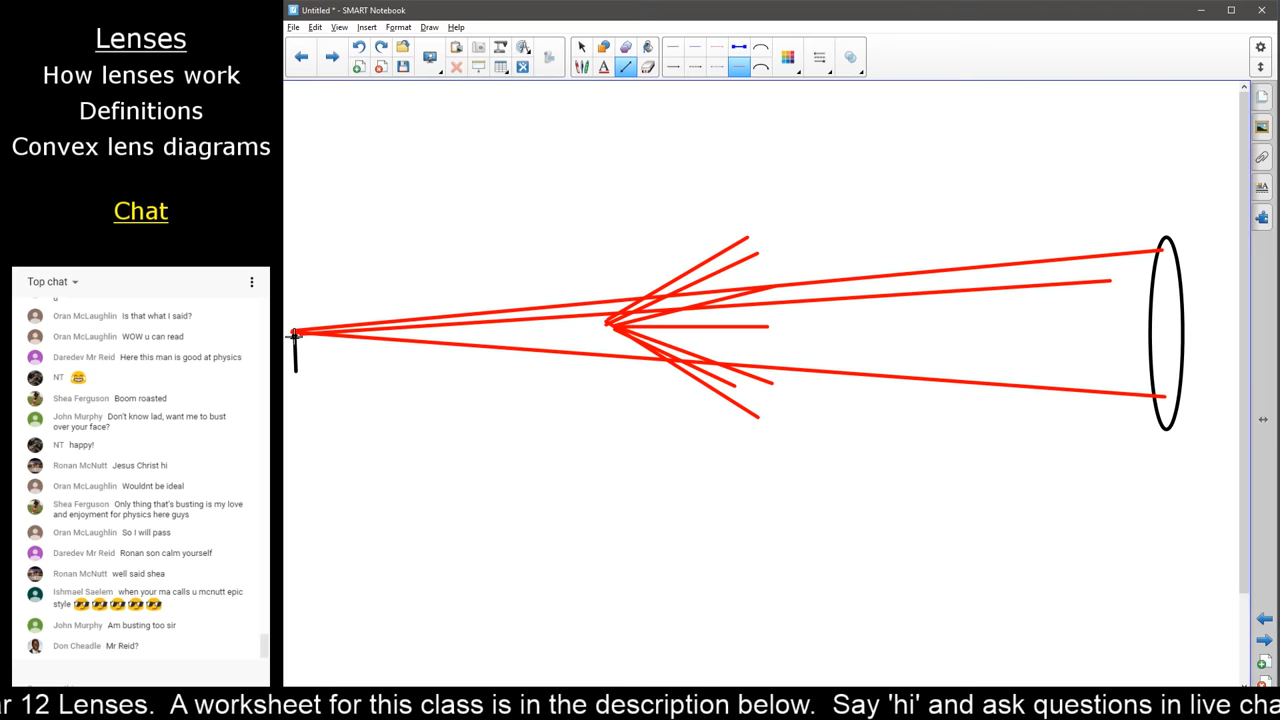 Lenses
How lenses work
Definitions
Convex lens diagrams
Chat
Top chat
Oran McLaughlin Is that what I said?
Oran McLaughlin WOW u can read
Daredev Mr Reid Here this man is good at physics
NT 😂
Shea Ferguson Boom roasted
John Murphy Don't know lad, want me to bust
over your face?
NT happy!
Ronan McNutt Jesus Christ hi
Oran McLaughlin Wouldnt be ideal
Shea Ferguson Only thing that's busting is my love
and enjoyment for physics here guys
Oran McLaughlin So I will pass
Daredev Mr Reid Ronan son calm yourself
Ronan McNutt well said shea
Ishmael Saelem when your ma calls u mcnutt epic
style 😎😎😎😎😎
John Murphy Am busting too sir
Don Cheadle Mr Reid?
Untitled * - SMART Notebook
File Edit View Insert Format Draw Help
ar 12 Lenses. A worksheet for this class is in the description below. Say 'hi' and ask questions in live cha